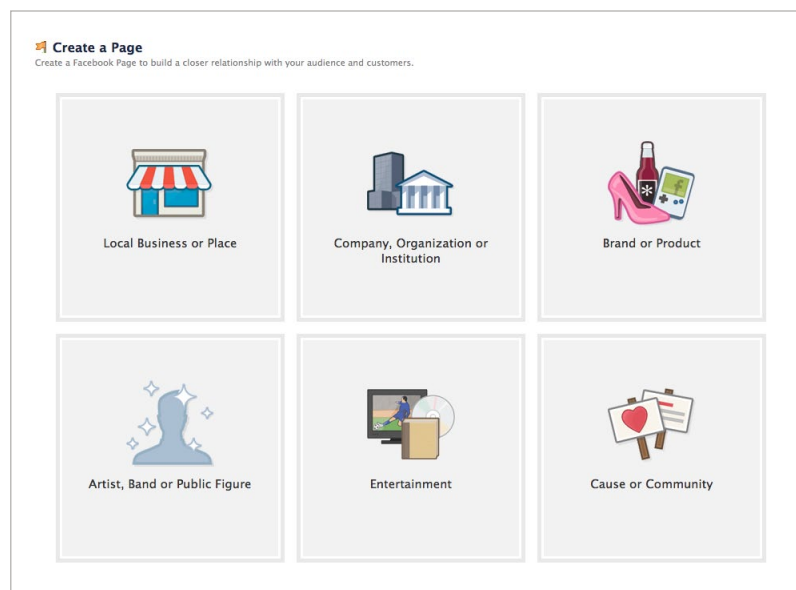 Create a Page
Create a Facebook Page to build a closer relationship with your audience and customers.
Local Business or Place
Company, Organization or
Institution
Brand or Product
Artist, Band or Public Figure
Entertainment
Cause or Community